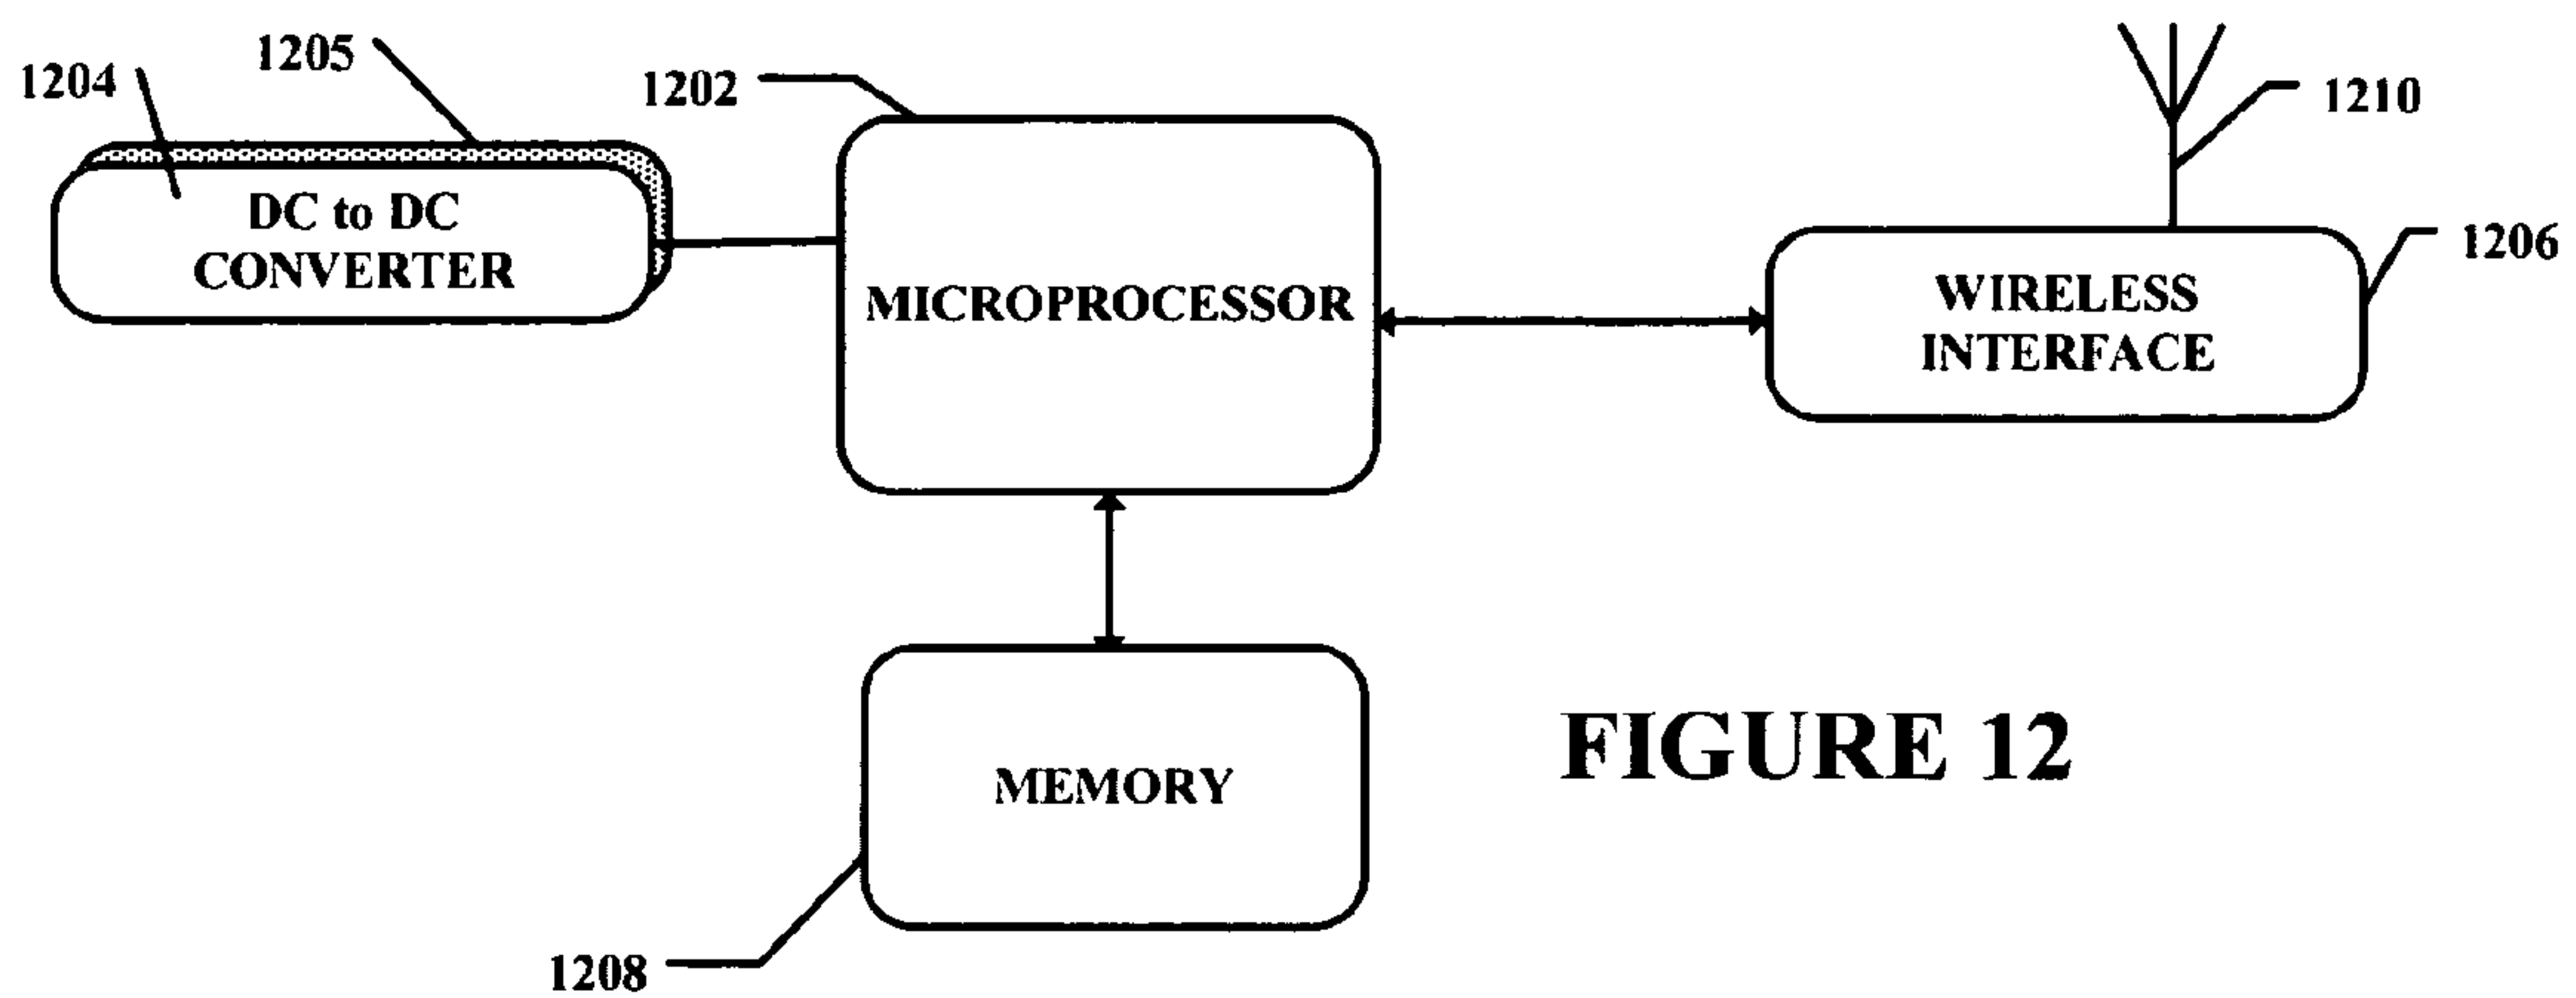 1205
1204
1202
1210
DC to DC
CONVERTER
MICROPROCESSOR
1206
WIRELESS
INTERFACE
MEMORY
FIGURE 12
1208